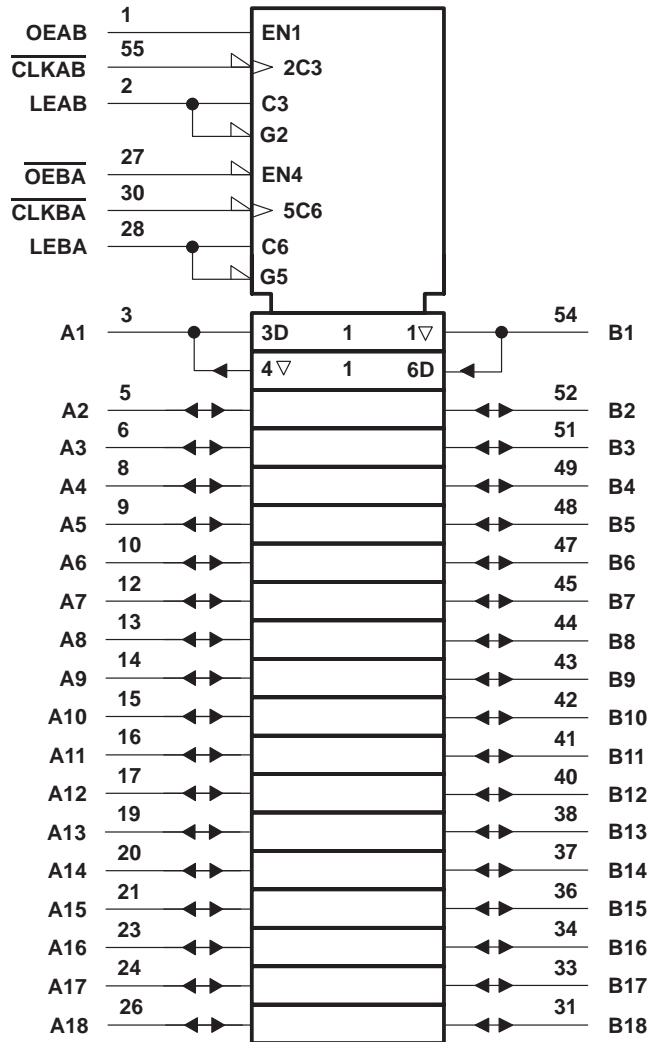 OEAB 1 EN1
CLKAB 55 2C3
LEAB 2 C3
G2
OEBA 27 EN4
CLKBA 30 5C6
LEBA 28 C6
G5
A1 3 3D 1 1▽ 54 B1
4▽ 1 6D
A2 5 52 B2
A3 6 51 B3
A4 8 49 B4
A5 9 48 B5
A6 10 47 B6
A7 12 45 B7
A8 13 44 B8
A9 14 43 B9
A10 15 42 B10
A11 16 41 B11
A12 17 40 B12
A13 19 38 B13
A14 20 37 B14
A15 21 36 B15
A16 23 34 B16
A17 24 33 B17
A18 26 31 B18